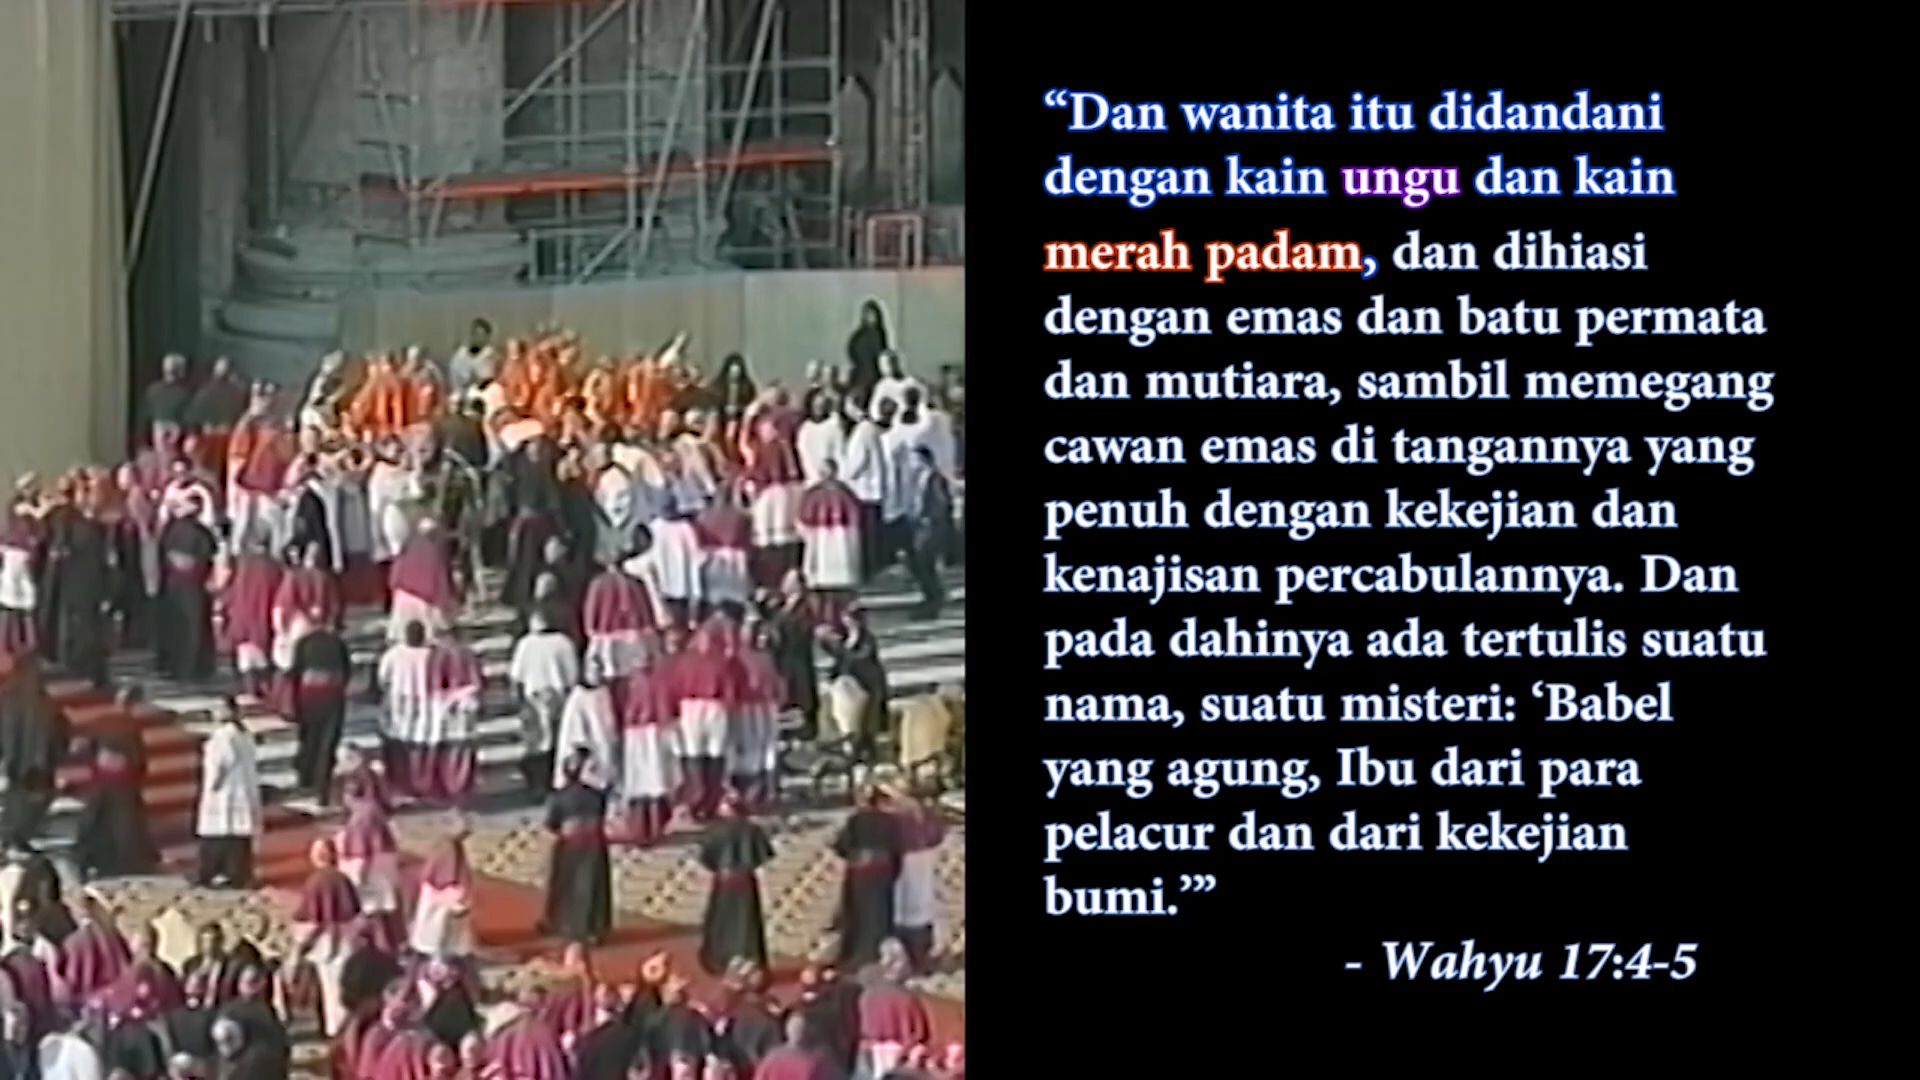 “Dan wanita itu didandani
dengan kain ungu dan kain
merah padam, dan dihiasi
dengan emas dan batu permata
dan mutiara, sambil memegang
cawan emas di tangannya yang
penuh dengan kekejian dan
kenajisan percabulannya. Dan
pada dahinya ada tertulis suatu
nama, suatu misteri: ‘Babel
yang agung, Ibu dari para
pelacur dan dari kekejian
bumi.’”
- Wahyu 17:4-5